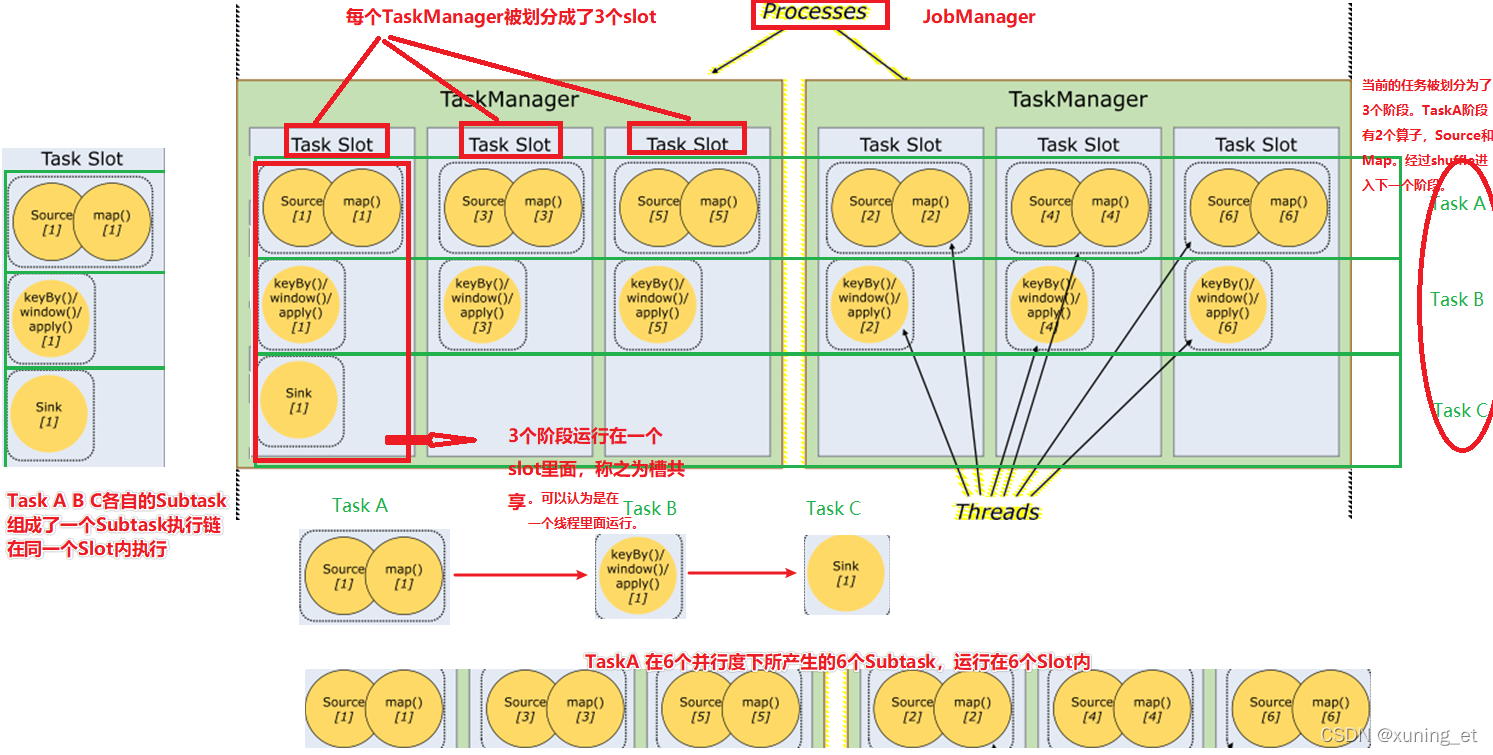 每个TaskManager被划分成了3个slot
Processes
JobManager
TaskManager
TaskManager
当前的任务被划分为了
3个阶段。TaskA阶段
有2个算子，Source和
Map。经过shuffle进
入下一个阶段。
Task Slot
Task Slot
Task Slot
Task Slot
Task Slot
Task Slot
Task Slot
Source
[1]
map()
[1]
Source
[1]
map()
[1]
Source
[3]
map()
[3]
Source
[5]
map()
[5]
Source
[2]
map()
[2]
Source
[4]
map()
[4]
Source
[6]
map()
[6]
Task A
keyBy()/
window()/
apply()
[1]
keyBy()/
window()/
apply()
[1]
keyBy()/
window()/
apply()
[3]
keyBy()/
window()/
apply()
[5]
keyBy()/
window()/
apply()
[2]
keyBy()/
window()/
apply()
[4]
keyBy()/
window()/
apply()
[6]
Task B
Sink
[1]
Sink
[1]
Task C
3个阶段运行在一个
slot里面，称之为槽共
享。可以认为是在
一个线程里面运行。
Task A B C各自的Subtask
组成了一个Subtask执行链
在同一个Slot内执行
Threads
Task A
Task B
Task C
Source
[1]
map()
[1]
keyBy()/
window()/
apply()
[1]
Sink
[1]
TaskA 在6个并行度下所产生的6个Subtask，运行在6个Slot内
Source
[1]
map()
[1]
Source
[3]
map()
[3]
Source
[5]
map()
[5]
Source
[2]
map()
[2]
Source
[4]
map()
[4]
Source
[6]
map()
[6]
CSDN @xuning_et